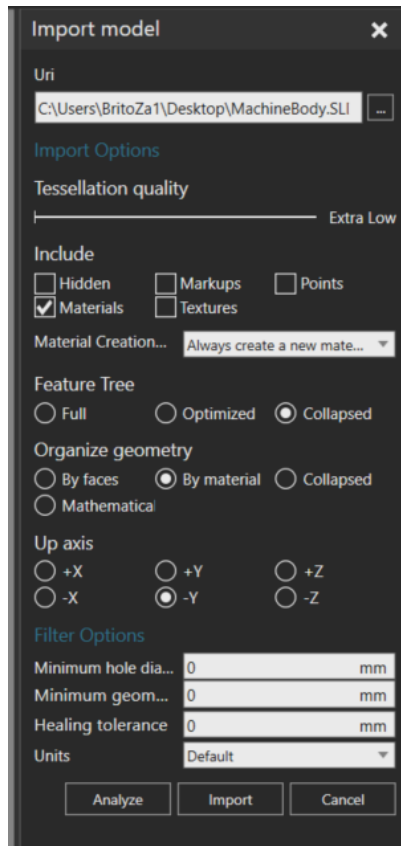 Import model
Uri
C:\Users\BritoZa1\Desktop\MachineBody.SLI
...
Import Options
Tessellation quality
Extra Low
Include
Hidden Markups Points
Materials Textures
Material Creation... Always create a new mate...
Feature Tree
Full Optimized Collapsed
Organize geometry
By faces By material Collapsed
Mathematical
Up axis
+X +Y +Z
-X -Y -Z
Filter Options
Minimum hole dia... 0 mm
Minimum geom... 0 mm
Healing tolerance 0 mm
Units Default
Analyze Import Cancel